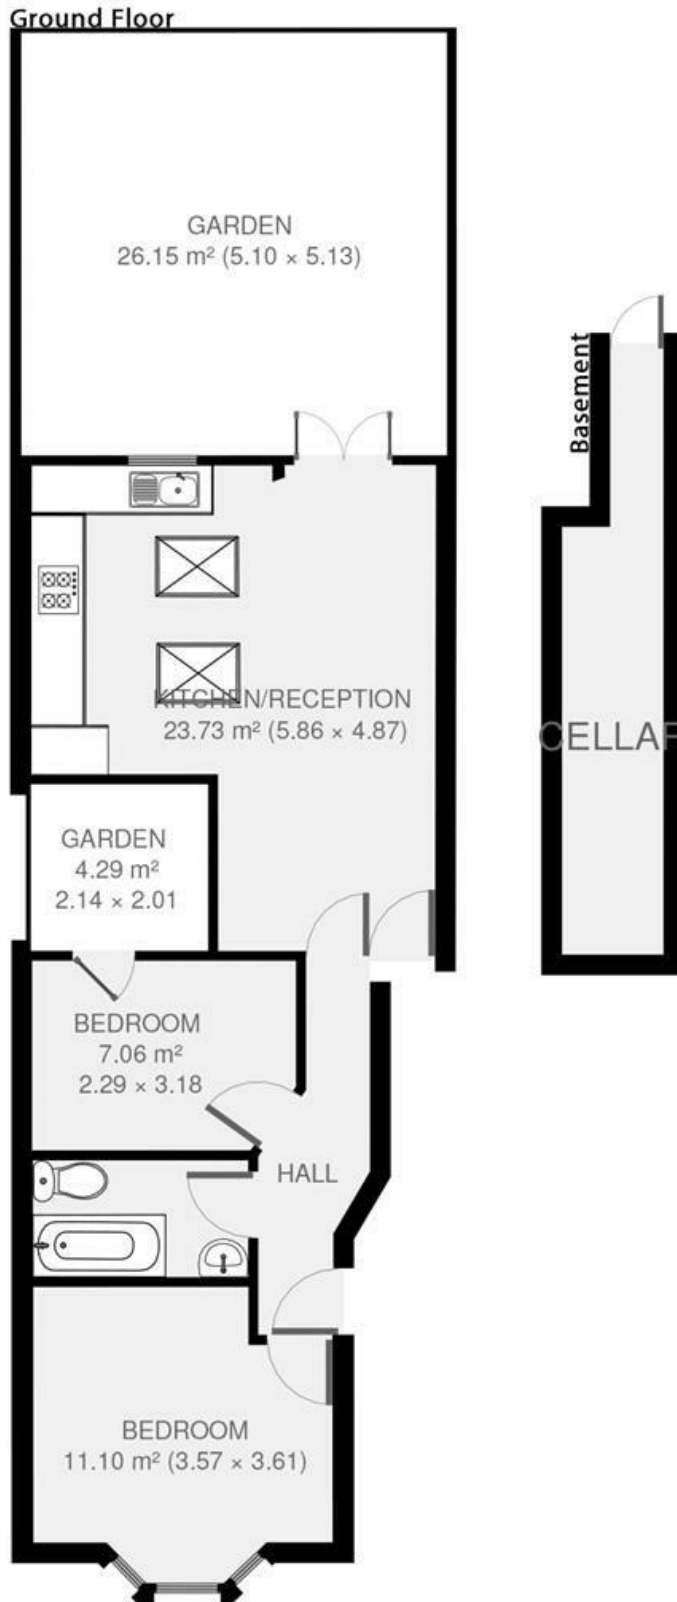 Ground Floor
GARDEN
26.15 m² (5.10 × 5.13)
Basement
KITCHEN/RECEPTION
23.73 m² (5.86 × 4.87)
CELLAR
GARDEN
4.29 m²
2.14 × 2.01
BEDROOM
7.06 m²
2.29 × 3.18
HALL
BEDROOM
11.10 m² (3.57 × 3.61)